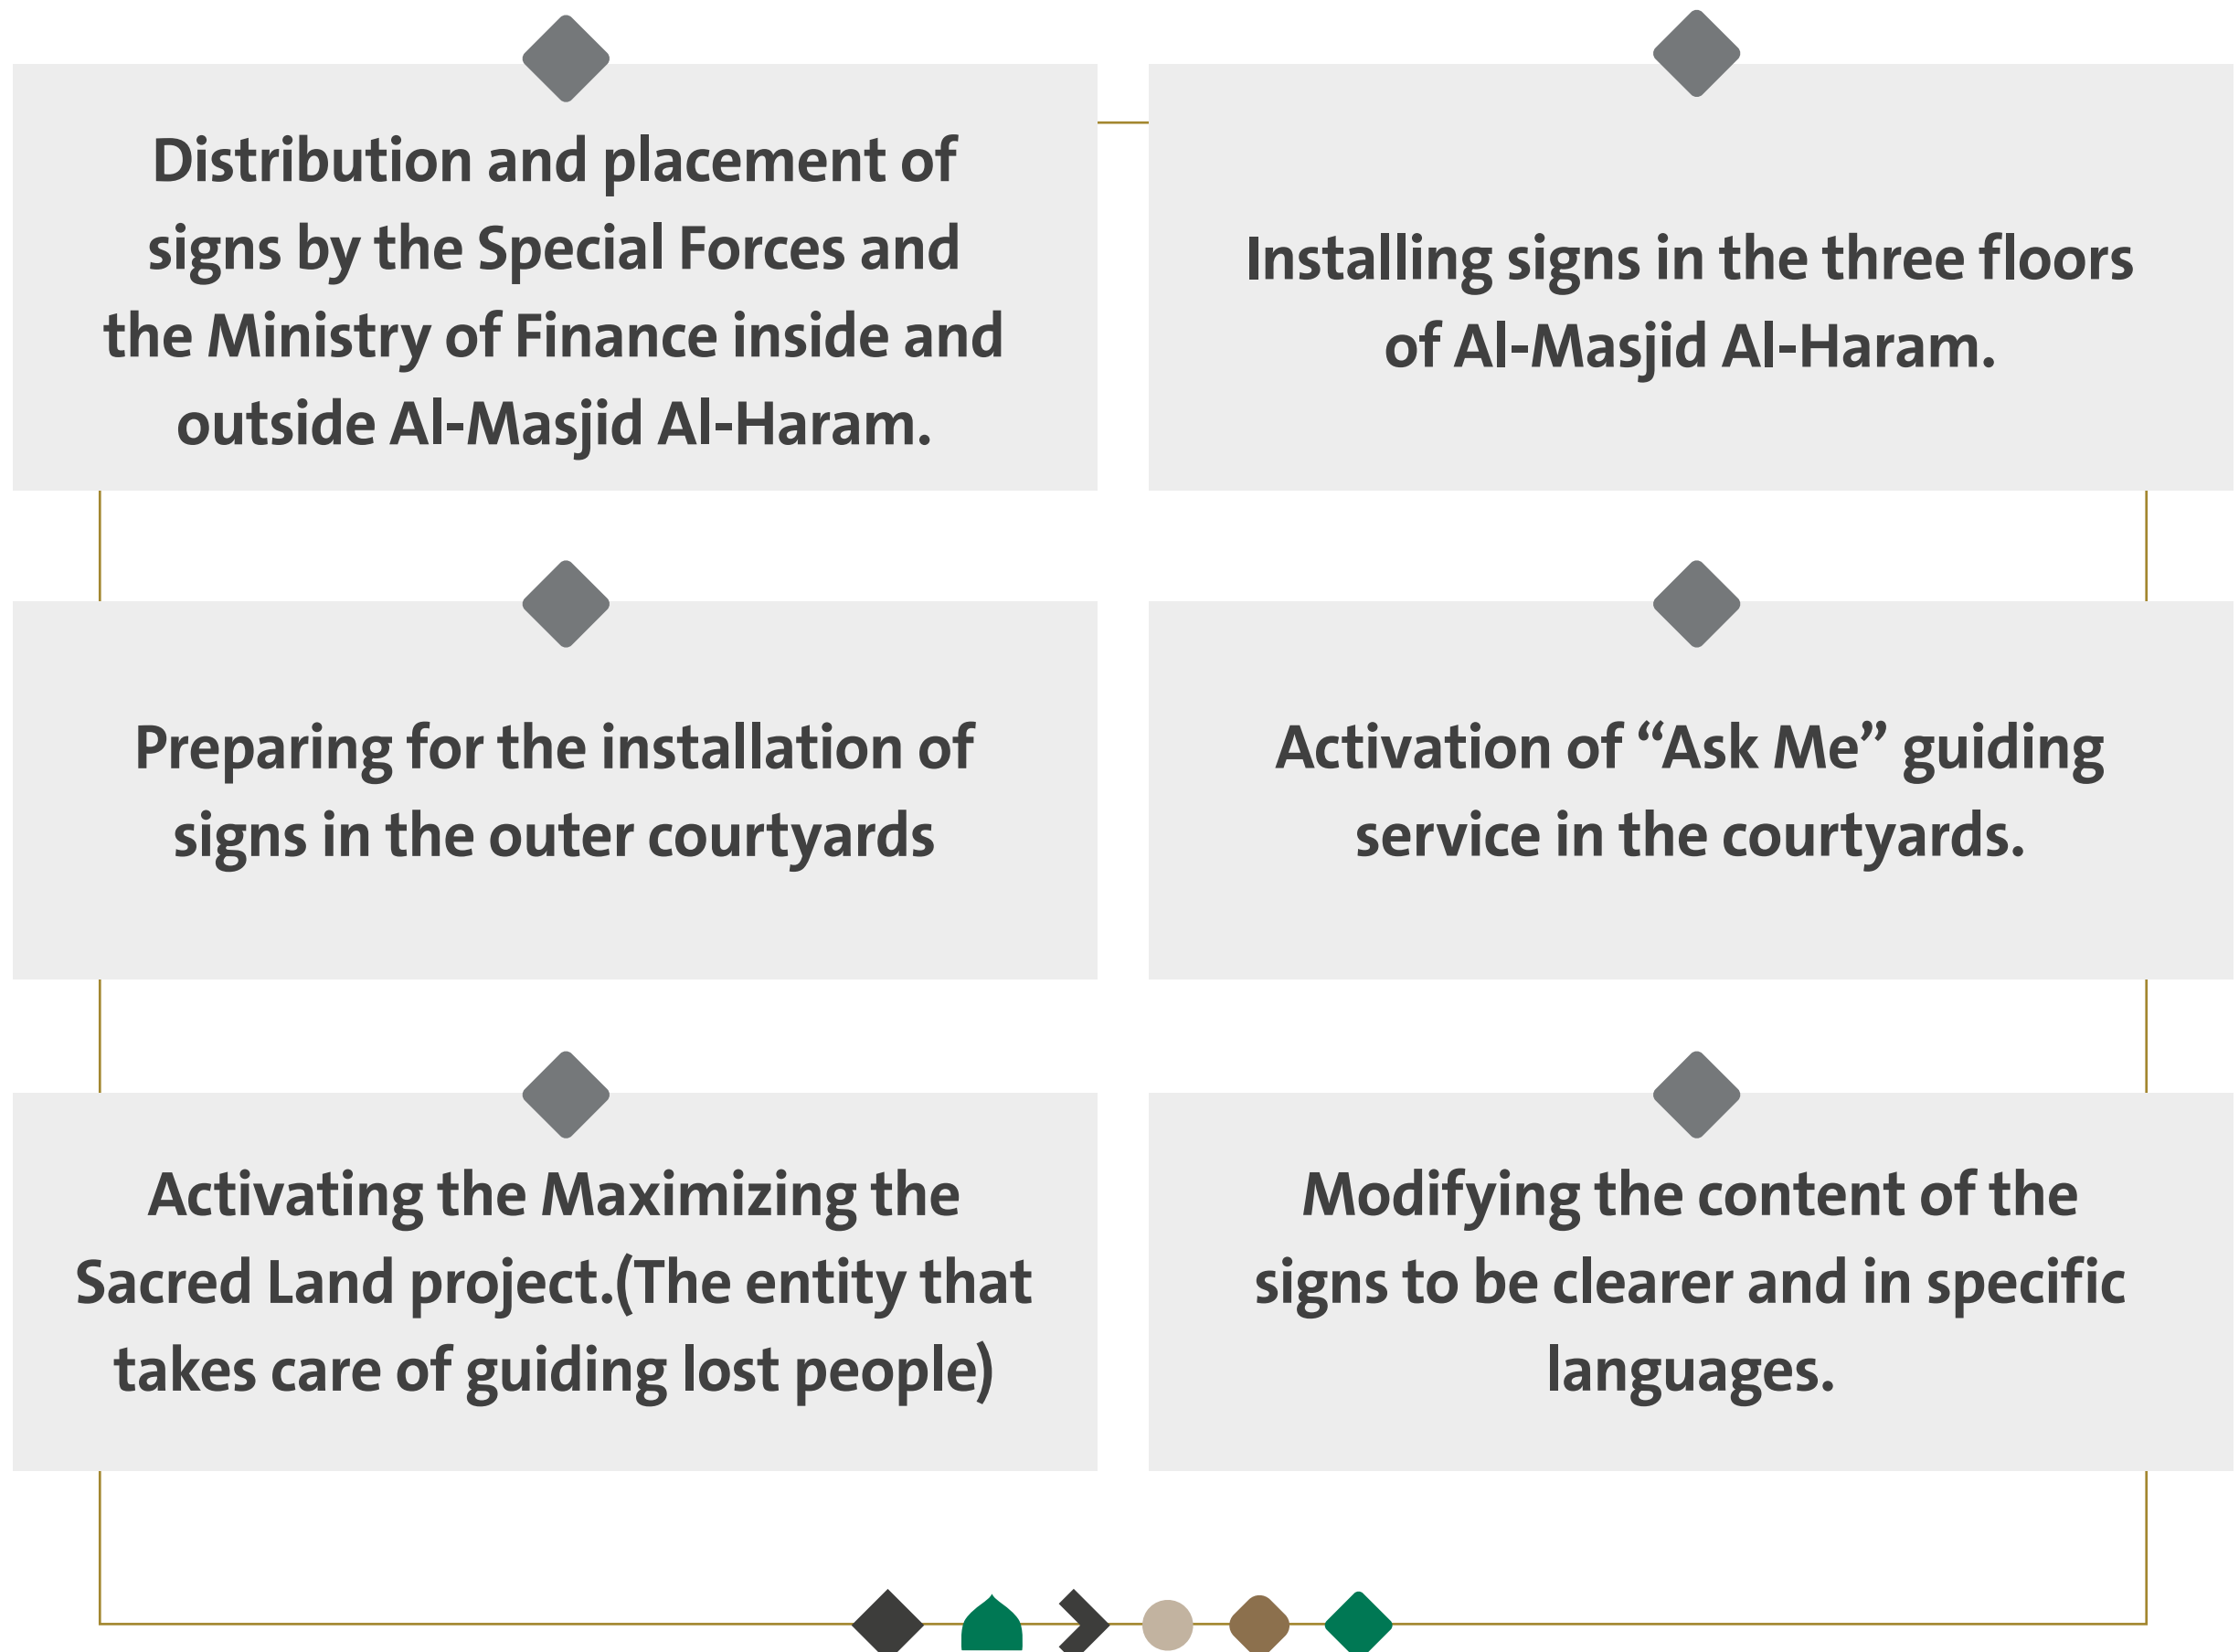 Distribution and placement of
signs by the Special Forces and
the Ministry of Finance inside and
outside Al-Masjid Al-Haram.
Installing signs in the three floors
of Al-Masjid Al-Haram.
Preparing for the installation of
signs in the outer courtyards
Activation of “Ask Me” guiding
service in the courtyards.
Activating the Maximizing the
Sacred Land project.(The entity that
takes care of guiding lost people)
Modifying the content of the
signs to be clearer and in specific
languages.